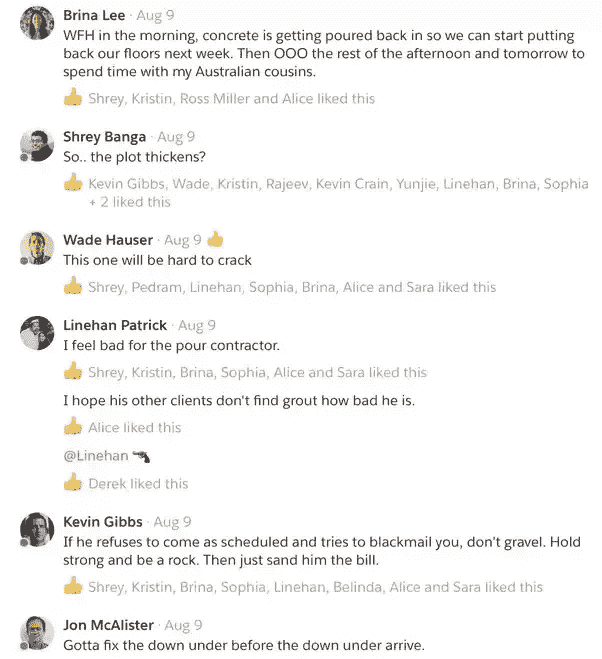 Brina Lee · Aug 9
WFH in the morning, concrete is getting poured back in so we can start putting
back our floors next week. Then OOO the rest of the afternoon and tomorrow to
spend time with my Australian cousins.
Shrey, Kristin, Ross Miller and Alice liked this
Shrey Banga · Aug 9
So.. the plot thickens?
Kevin Gibbs, Wade, Kristin, Rajeev, Kevin Crain, Yunjie, Linehan, Brina, Sophia
+ 2 liked this
Wade Hauser · Aug 9
This one will be hard to crack
Shrey, Pedram, Linehan, Sophia, Brina, Alice and Sara liked this
Linehan Patrick · Aug 9
I feel bad for the pour contractor.
Shrey, Kristin, Brina, Sophia, Alice and Sara liked this
I hope his other clients don't find grout how bad he is.
Alice liked this
@Linehan
Derek liked this
Kevin Gibbs · Aug 9
If he refuses to come as scheduled and tries to blackmail you, don't gravel. Hold
strong and be a rock. Then just sand him the bill.
Shrey, Kristin, Brina, Sophia, Linehan, Belinda, Alice and Sara liked this
Jon McAlister · Aug 9
Gotta fix the down under before the down under arrive.